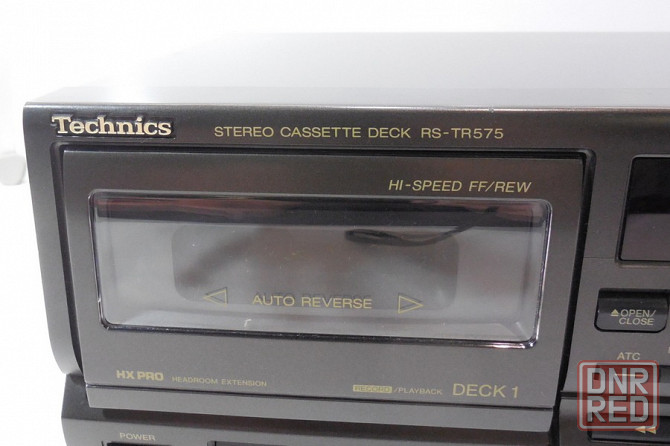 Technics STEREO CASSETTE DECK RS-TR575
HI-SPEED FF/REW
AUTO REVERSE
OPEN/
CLOSE
ATC
HX PRO HEADROOM EXTENSION RECORD/PLAYBACK DECK 1
DNR
RED
POWER